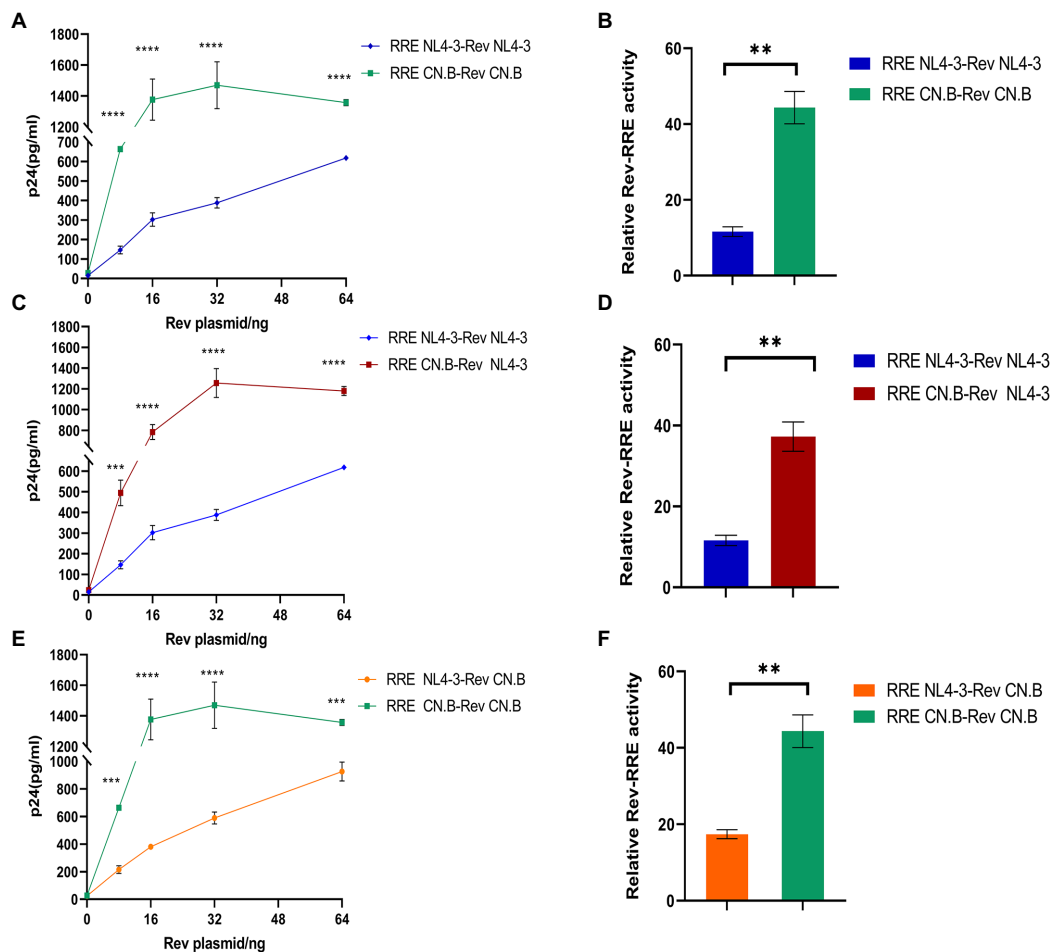 A
1800
1600
1400
1200
700
600
500
400
300
200
100
0
p24(pg/ml)
****
****
****
****
0 16 32 48 64
Rev plasmid/ng
RRE NL4-3-Rev NL4-3
RRE CN.B-Rev CN.B
B
60
40
20
0
Relative Rev-RRE activity
**
RRE NL4-3-Rev NL4-3
RRE CN.B-Rev CN.B
C
1800
1600
1400
1200
1000
800
600
500
400
300
200
100
0
p24(pg/ml)
***
****
****
****
0 16 32 48 64
Rev plasmid/ng
RRE NL4-3-Rev NL4-3
RRE CN.B-Rev NL4-3
D
60
40
20
0
Relative Rev-RRE activity
**
RRE NL4-3-Rev NL4-3
RRE CN.B-Rev NL4-3
E
1800
1600
1400
1200
1000
800
600
400
200
0
p24(pg/ml)
***
****
****
***
0 16 32 48 64
Rev plasmid/ng
RRE NL4-3-Rev CN.B
RRE CN.B-Rev CN.B
F
60
40
20
0
Relative Rev-RRE activity
**
RRE NL4-3-Rev CN.B
RRE CN.B-Rev CN.B